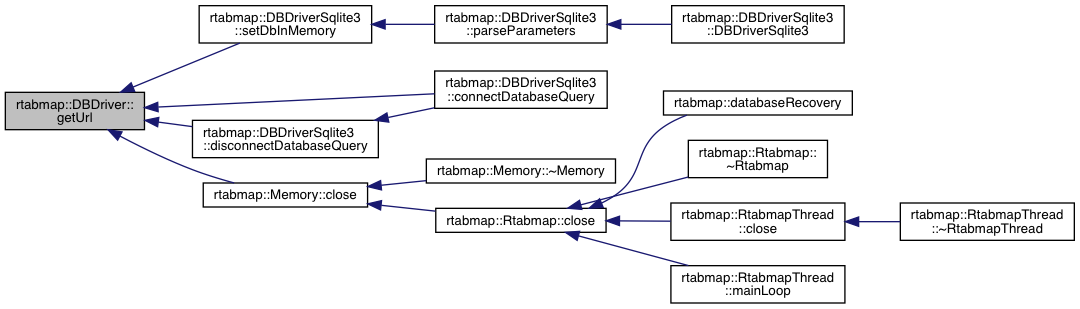 rtabmap::DBDriver::
getUrl
rtabmap::DBDriverSqlite3
::setDbInMemory
rtabmap::DBDriverSqlite3
::parseParameters
rtabmap::DBDriverSqlite3
::DBDriverSqlite3
rtabmap::DBDriverSqlite3
::connectDatabaseQuery
rtabmap::DBDriverSqlite3
::disconnectDatabaseQuery
rtabmap::Memory::close
rtabmap::Memory::~Memory
rtabmap::Rtabmap::close
rtabmap::databaseRecovery
rtabmap::Rtabmap::
~Rtabmap
rtabmap::RtabmapThread
::close
rtabmap::RtabmapThread
::~RtabmapThread
rtabmap::RtabmapThread
::mainLoop